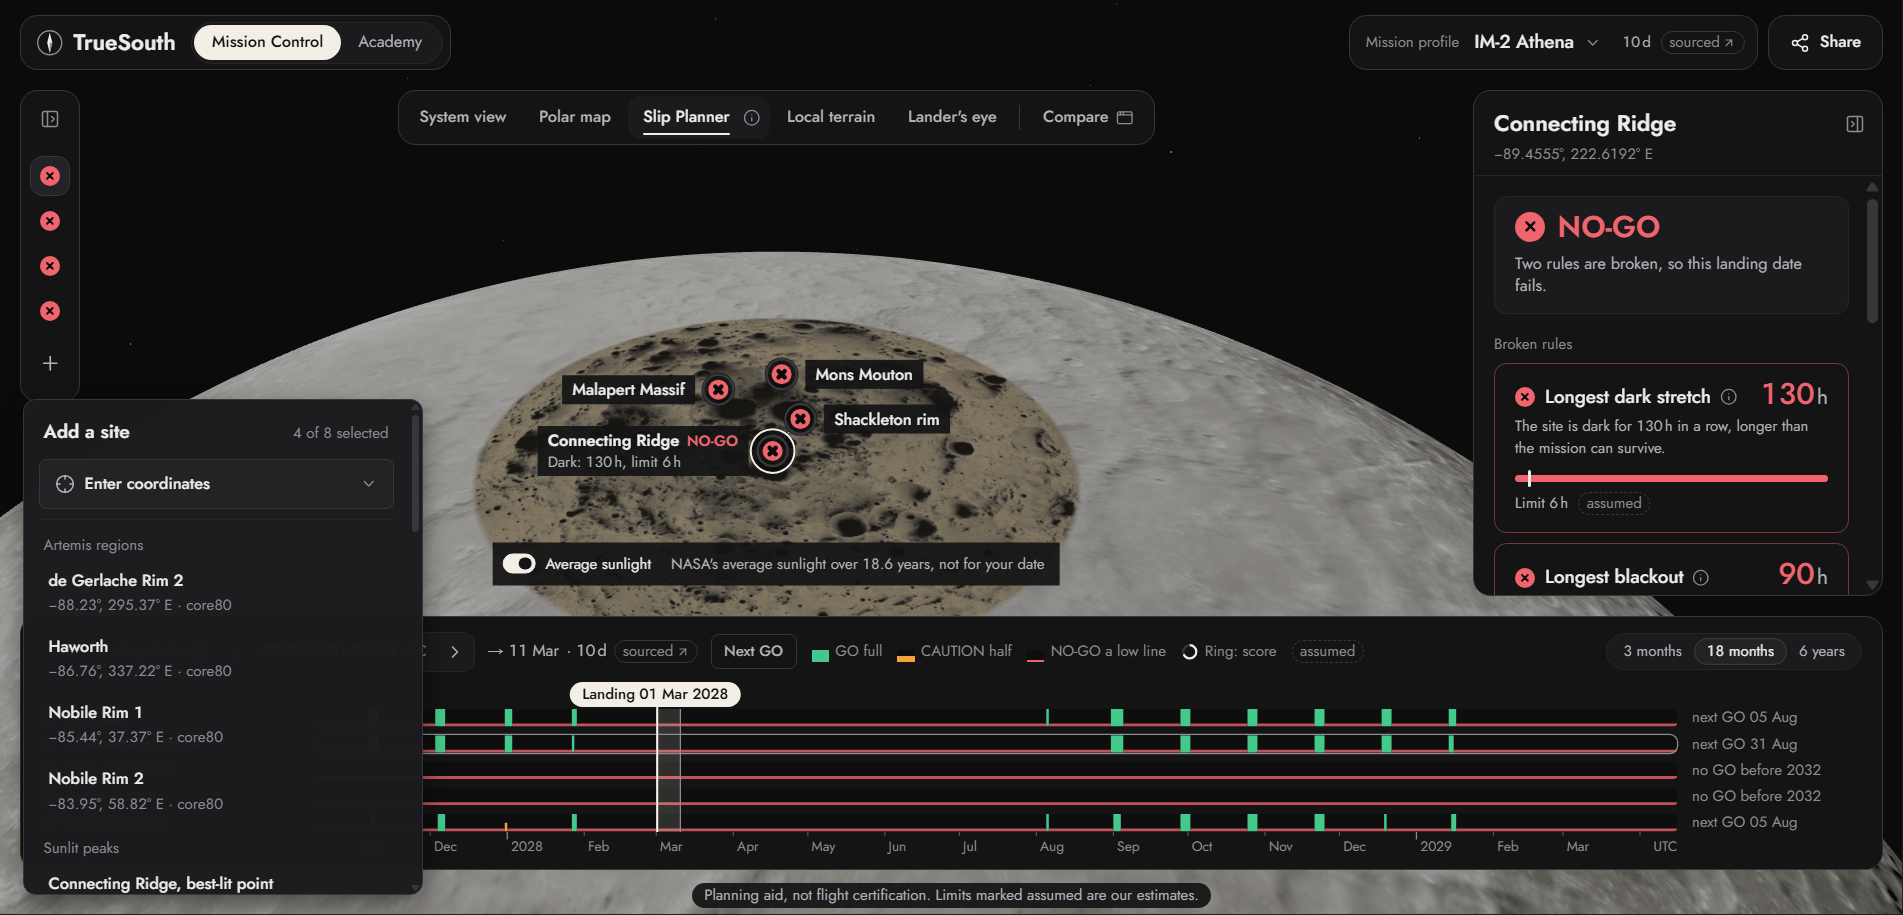 TrueSouth
Mission Control
Academy
Mission profile
IM-2 Athena
10 d
sourced ↗
Share
System view
Polar map
Slip Planner
Local terrain
Lander's eye
Compare
Connecting Ridge
−89.4555°, 222.6192° E
NO-GO
Two rules are broken, so this landing date
fails.
Broken rules
Longest dark stretch
130 h
The site is dark for 130 h in a row, longer than
the mission can survive.
Limit 6 h
assumed
Longest blackout
90 h
Mons Mouton
Malapert Massif
Shackleton rim
Connecting Ridge NO-GO
Dark: 130 h, limit 6 h
Average sunlight
NASA's average sunlight over 18.6 years, not for your date
Add a site
4 of 8 selected
Enter coordinates
Artemis regions
de Gerlache Rim 2
−88.23°, 295.37° E · core80
Haworth
−86.76°, 337.22° E · core80
Nobile Rim 1
−85.44°, 37.37° E · core80
Nobile Rim 2
−83.95°, 58.82° E · core80
Sunlit peaks
Connecting Ridge, best-lit point
→ 11 Mar · 10 d
sourced ↗
Next GO
GO full
CAUTION half
NO-GO a low line
Ring: score
assumed
3 months
18 months
6 years
Landing 01 Mar 2028
next GO 05 Aug
next GO 31 Aug
no GO before 2032
no GO before 2032
next GO 05 Aug
Dec
2028
Feb
Mar
Apr
May
Jun
Jul
Aug
Sep
Oct
Nov
Dec
2029
Feb
Mar
UTC
Planning aid, not flight certification. Limits marked assumed are our estimates.